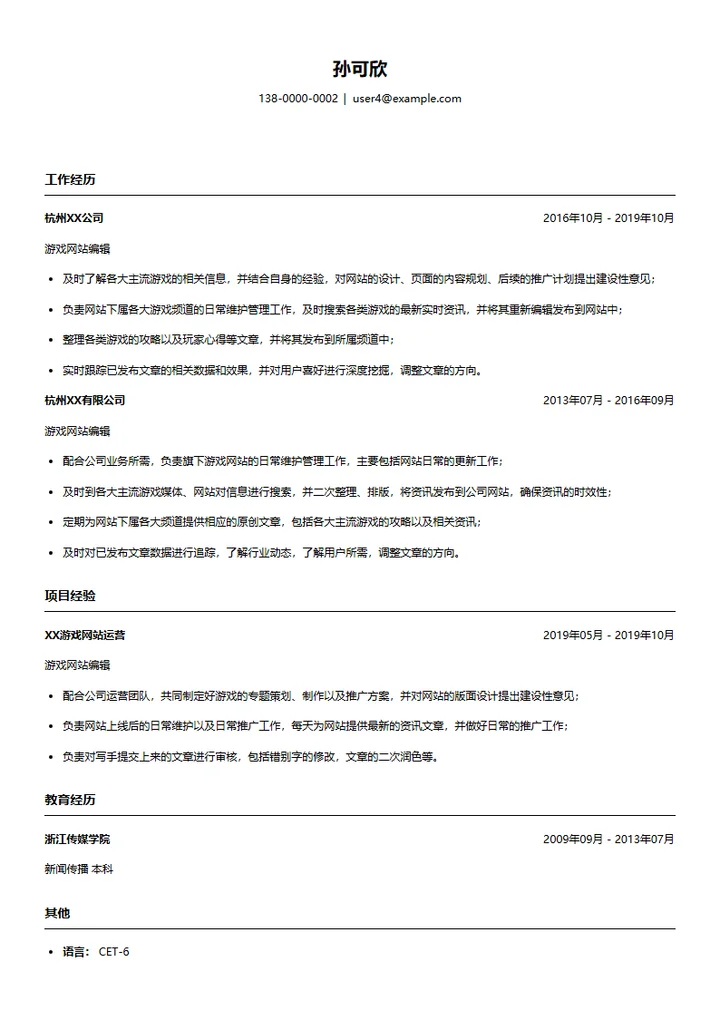 孙可欣
138-0000-0002 | user4@example.com
工作经历
杭州XX公司 2016年10月 - 2019年10月
游戏网站编辑
• 及时了解各大主流游戏的相关信息，并结合自身的经验，对网站的设计、页面的内容规划、后续的推广计划提出建设性意见；
• 负责网站下属各大游戏频道的日常维护管理工作，及时搜索各类游戏的最新实时资讯，并将其重新编辑发布到网站中；
• 整理各类游戏的攻略以及玩家心得等文章，并将其发布到所属频道中；
• 实时跟踪已发布文章的相关数据和效果，并对用户喜好进行深度挖掘，调整文章的方向。
杭州XX有限公司 2013年07月 - 2016年09月
游戏网站编辑
• 配合公司业务所需，负责旗下游戏网站的日常维护管理工作，主要包括网站日常的更新工作；
• 及时到各大主流游戏媒体、网站对信息进行搜索，并二次整理、排版，将资讯发布到公司网站，确保资讯的时效性；
• 定期为网站下属各大频道提供相应的原创文章，包括各大主流游戏的攻略以及相关资讯；
• 及时对已发布文章数据进行追踪，了解行业动态，了解用户所需，调整文章的方向。
项目经验
XX游戏网站运营 2019年05月 - 2019年10月
游戏网站编辑
• 配合公司运营团队，共同制定好游戏的专题策划、制作以及推广方案，并对网站的版面设计提出建设性意见；
• 负责网站上线后的日常维护以及日常推广工作，每天为网站提供最新的资讯文章，并做好日常的推广工作；
• 负责对写手提交上来的文章进行审核，包括错别字的修改，文章的二次润色等。
教育经历
浙江传媒学院 2009年09月 - 2013年07月
新闻传播 本科
其他
• 语言： CET-6